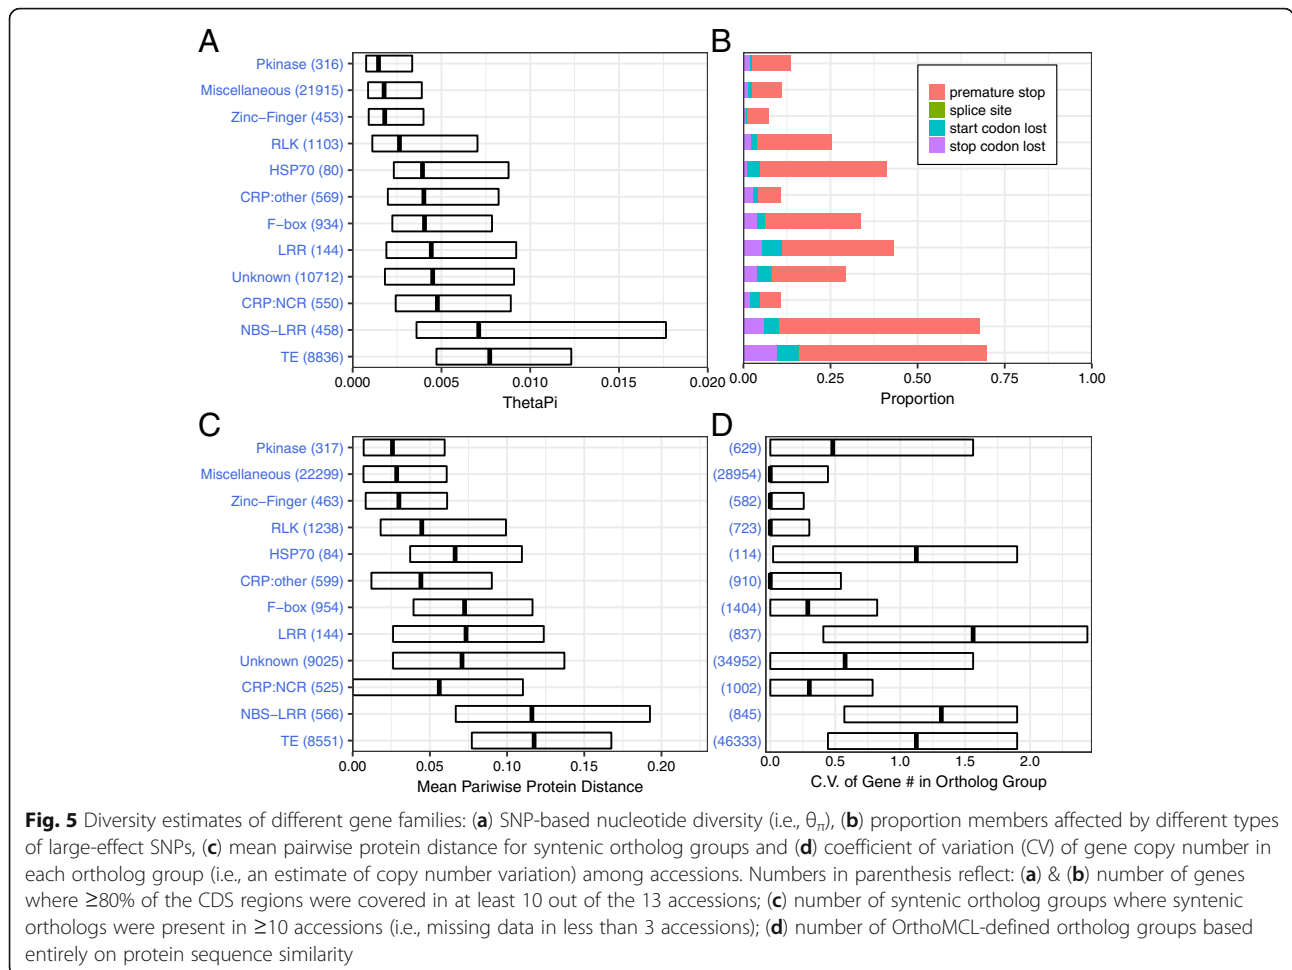 A
Pkinase (316)
Miscellaneous (21915)
Zinc−Finger (453)
RLK (1103)
HSP70 (80)
CRP:other (569)
F−box (934)
LRR (144)
Unknown (10712)
CRP:NCR (550)
NBS−LRR (458)
TE (8836)
0.000 0.005 0.010 0.015 0.020
ThetaPi
B
premature stop
splice site
start codon lost
stop codon lost
0.00 0.25 0.50 0.75 1.00
Proportion
C
Pkinase (317)
Miscellaneous (22299)
Zinc−Finger (463)
RLK (1238)
HSP70 (84)
CRP:other (599)
F−box (954)
LRR (144)
Unknown (9025)
CRP:NCR (525)
NBS−LRR (566)
TE (8551)
0.00 0.05 0.10 0.15 0.20
Mean Pariwise Protein Distance
D
(629)
(28954)
(582)
(723)
(114)
(910)
(1404)
(837)
(34952)
(1002)
(845)
(46333)
0.0 0.5 1.0 1.5 2.0
C.V. of Gene # in Ortholog Group
Fig. 5 Diversity estimates of different gene families: (a) SNP-based nucleotide diversity (i.e., θπ), (b) proportion members affected by different types
of large-effect SNPs, (c) mean pairwise protein distance for syntenic ortholog groups and (d) coefficient of variation (CV) of gene copy number in
each ortholog group (i.e., an estimate of copy number variation) among accessions. Numbers in parenthesis reflect: (a) & (b) number of genes
where ≥80% of the CDS regions were covered in at least 10 out of the 13 accessions; (c) number of syntenic ortholog groups where syntenic
orthologs were present in ≥10 accessions (i.e., missing data in less than 3 accessions); (d) number of OrthoMCL-defined ortholog groups based
entirely on protein sequence similarity